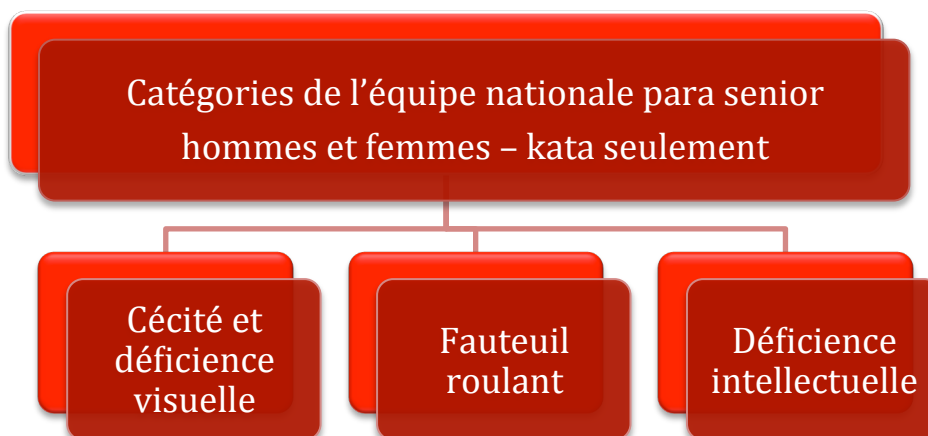 Catégories de l’équipe nationale para senior
hommes et femmes – kata seulement
Cécité et
déficience
visuelle
Fauteuil
roulant
Déficience
intellectuelle